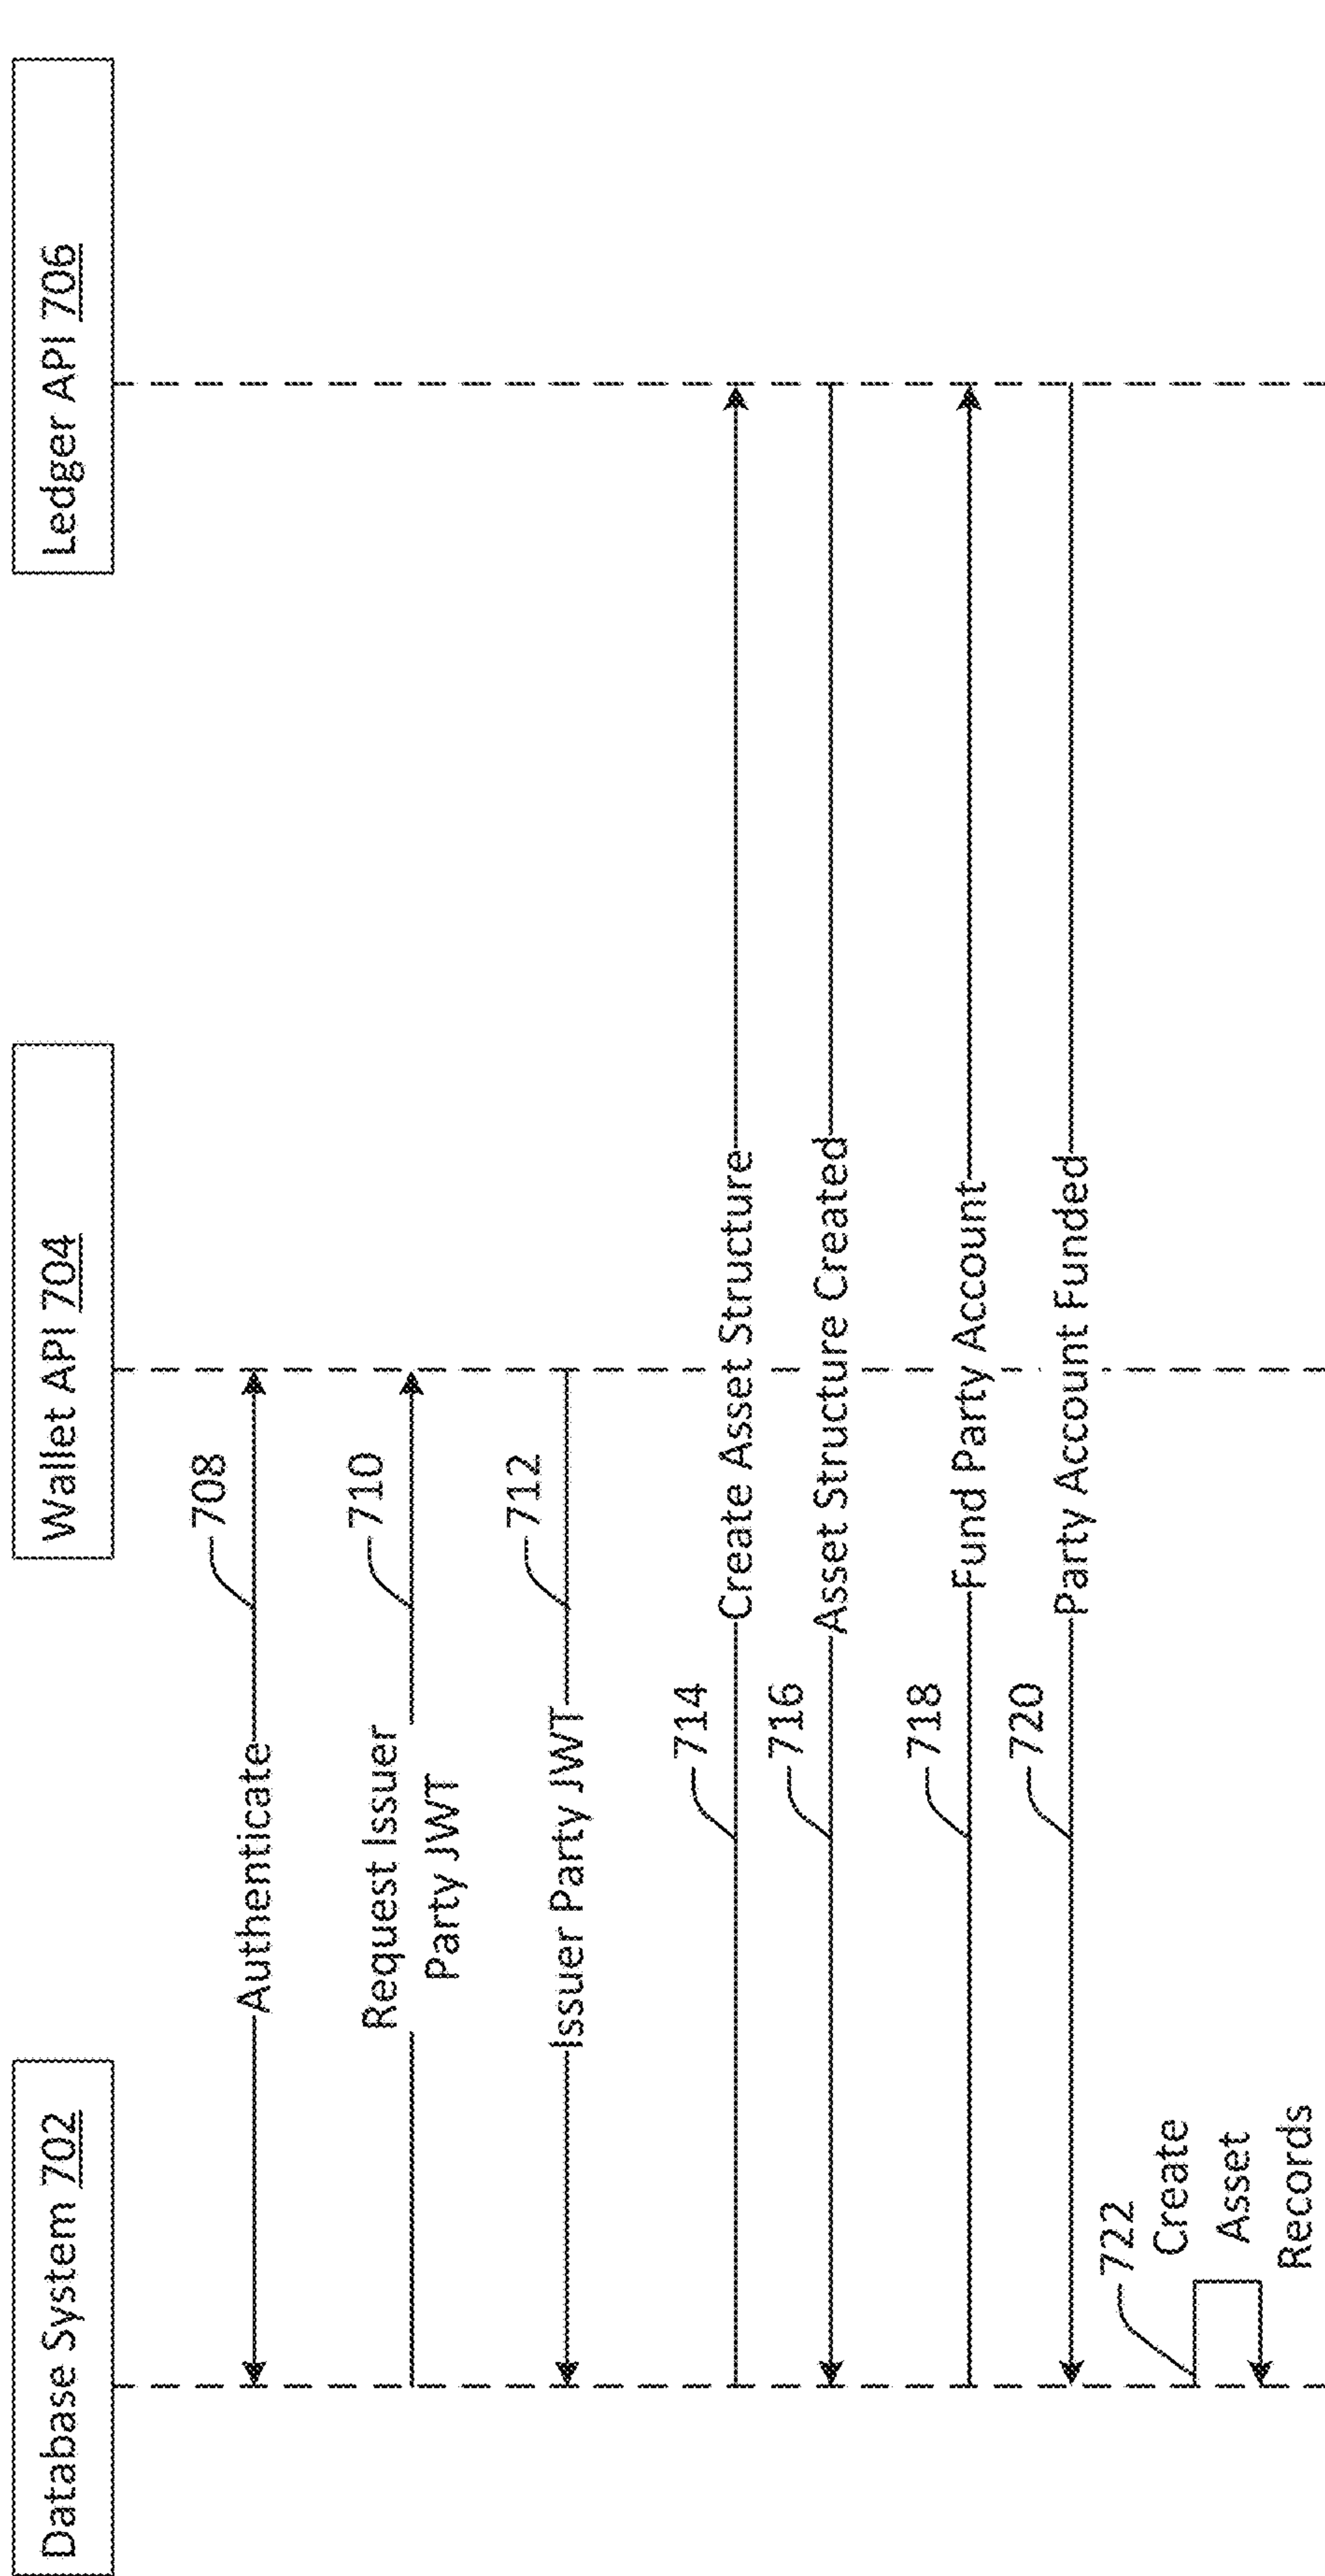 Database System 702
Wallet API 704
Ledger API 706
708
Authenticate
710
Request Issuer
Party JWT
712
Issuer Party JWT
714
Create Asset Structure
716
Asset Structure Created
718
Fund Party Account
720
Party Account Funded
722
Create
Asset
Records